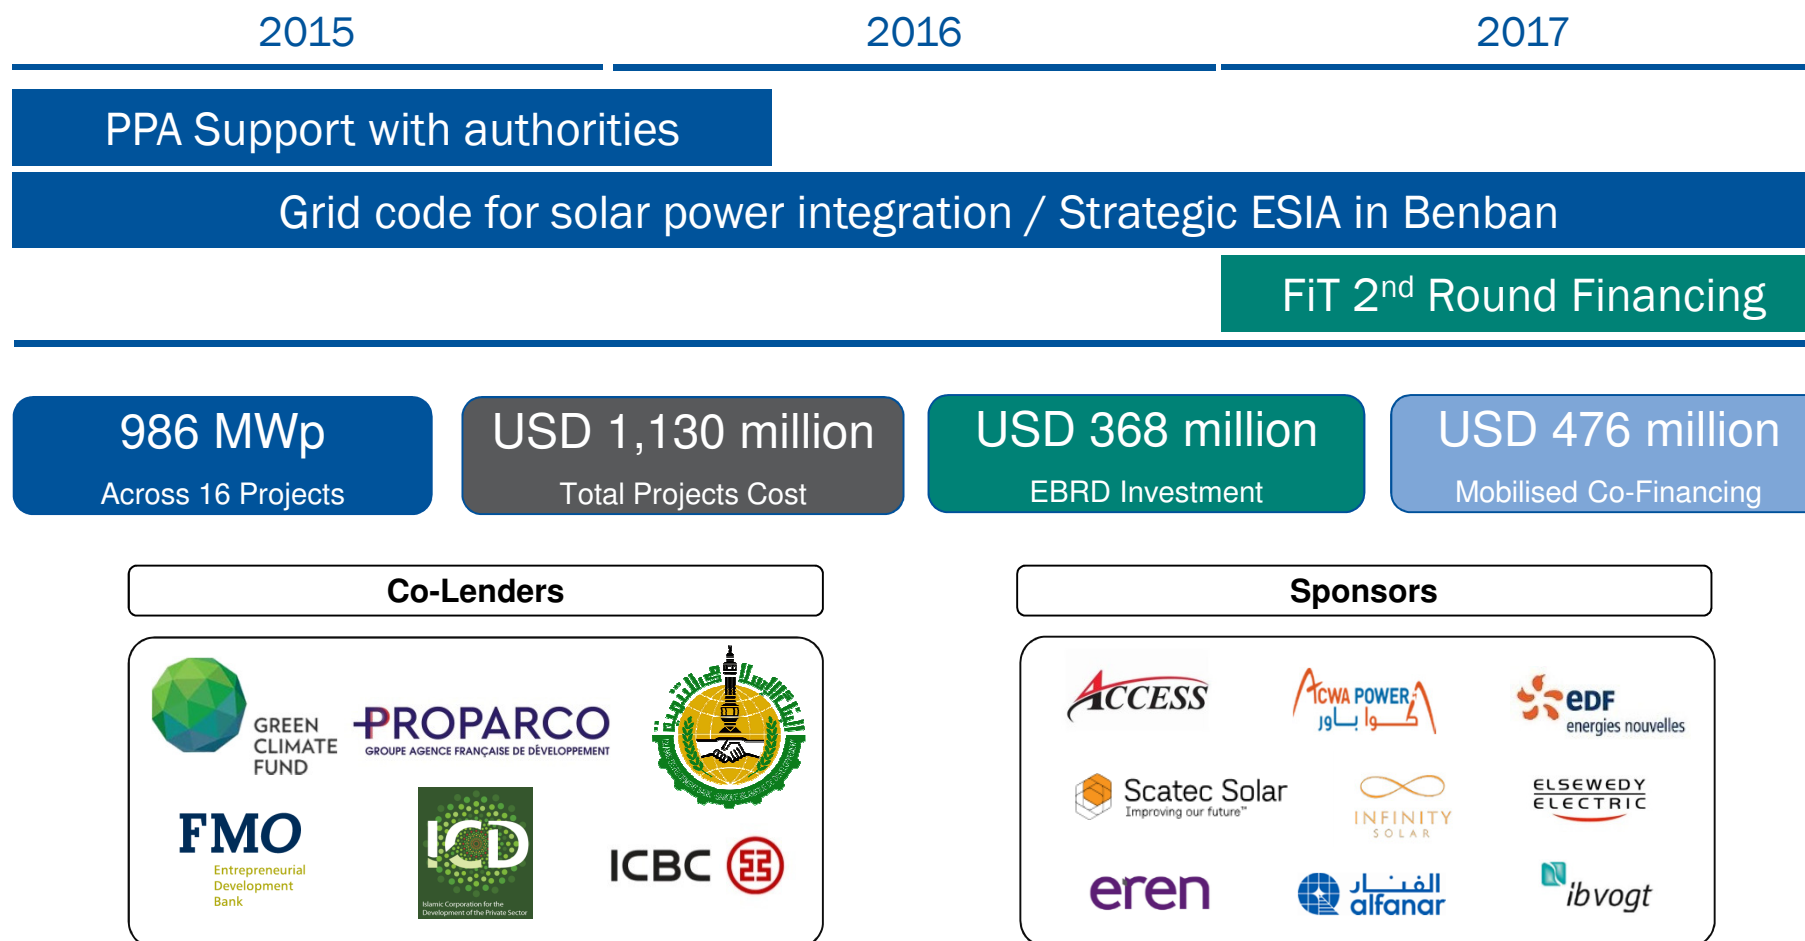 2015
2016
2017
PPA Support with authorities
Grid code for solar power integration / Strategic ESIA in Benban
FiT 2nd Round Financing
986 MWp
Across 16 Projects
USD 1,130 million
Total Projects Cost
USD 368 million
EBRD Investment
USD 476 million
Mobilised Co-Financing
Co-Lenders
GREEN
CLIMATE
FUND
PROPARCO
GROUPE AGENCE FRANÇAISE DE DÉVELOPPEMENT
FMO
Entrepreneurial
Development
Bank
ICD
Islamic Corporation for the
Development of the Private Sector
ICBC
Sponsors
ACCESS
ACWA POWER
أكوا باور
eDF
energies nouvelles
Scatec Solar
Improving our future™
INFINITY
SOLAR
ELSEWEDY
ELECTRIC
eren
الفنار
alfanar
ib vogt